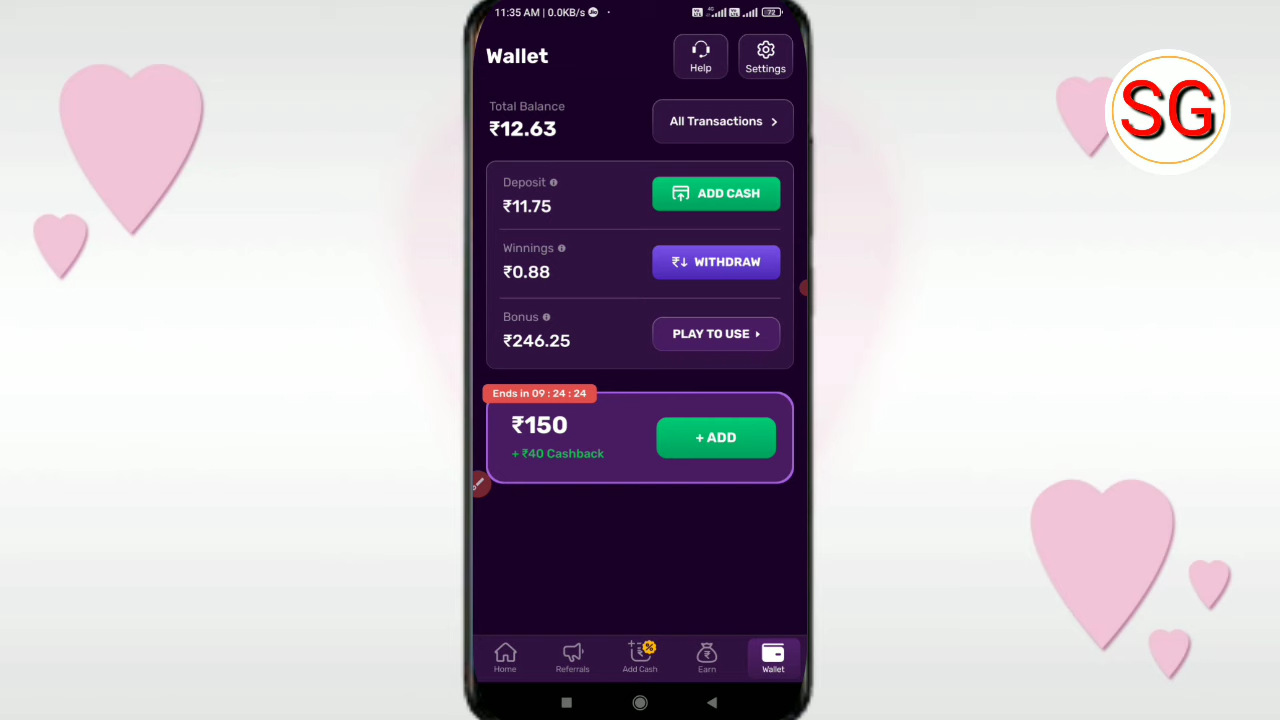 11:35 AM | 0.0KB/s
72
Wallet
Help
Settings
Total Balance
₹12.63
All Transactions
Deposit
₹11.75
ADD CASH
Winnings
₹0.88
₹↓ WITHDRAW
Bonus
₹246.25
PLAY TO USE
Ends in 09 : 24 : 24
₹150
+ ₹40 Cashback
+ ADD
Home
Referrals
Add Cash
Earn
Wallet
SG